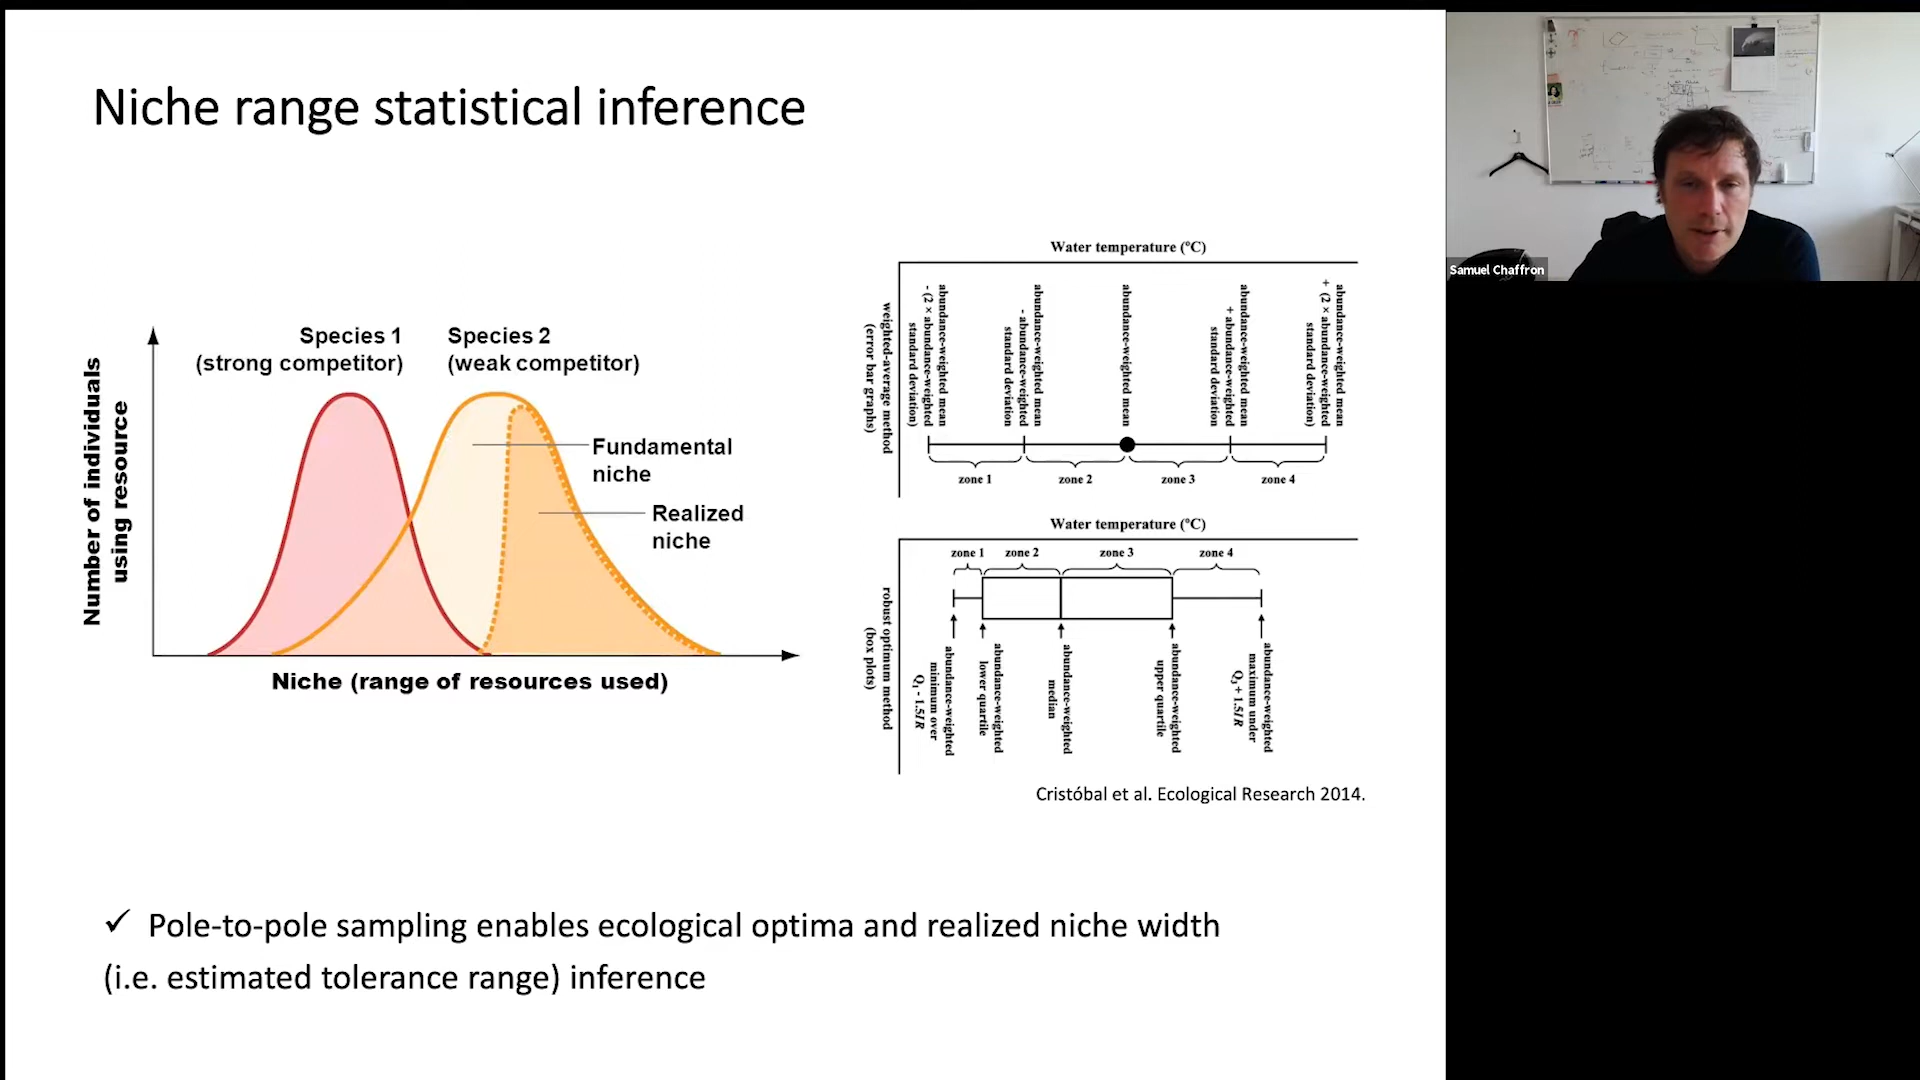 Niche range statistical inference
Species 1
(strong competitor)
Species 2
(weak competitor)
Fundamental
niche
Realized
niche
Number of individuals
using resource
Niche (range of resources used)
Water temperature (ºC)
weighted-average method
(error bar graphs)
abundance-weighted mean
- (2 × abundance-weighted
standard deviation)
abundance-weighted mean
- abundance-weighted
standard deviation
abundance-weighted mean
abundance-weighted mean
+ abundance-weighted
standard deviation
abundance-weighted mean
+ (2 × abundance-weighted
standard deviation)
zone 1
zone 2
zone 3
zone 4
Water temperature (ºC)
robust optimum method
(box plots)
zone 1
zone 2
zone 3
zone 4
abundance-weighted
minimum over
Q1 - 1.5IR
abundance-weighted
lower quartile
abundance-weighted
median
abundance-weighted
upper quartile
abundance-weighted
maximum under
Q3 + 1.5IR
Cristóbal et al. Ecological Research 2014.
✓ Pole-to-pole sampling enables ecological optima and realized niche width
(i.e. estimated tolerance range) inference
Samuel Chaffron